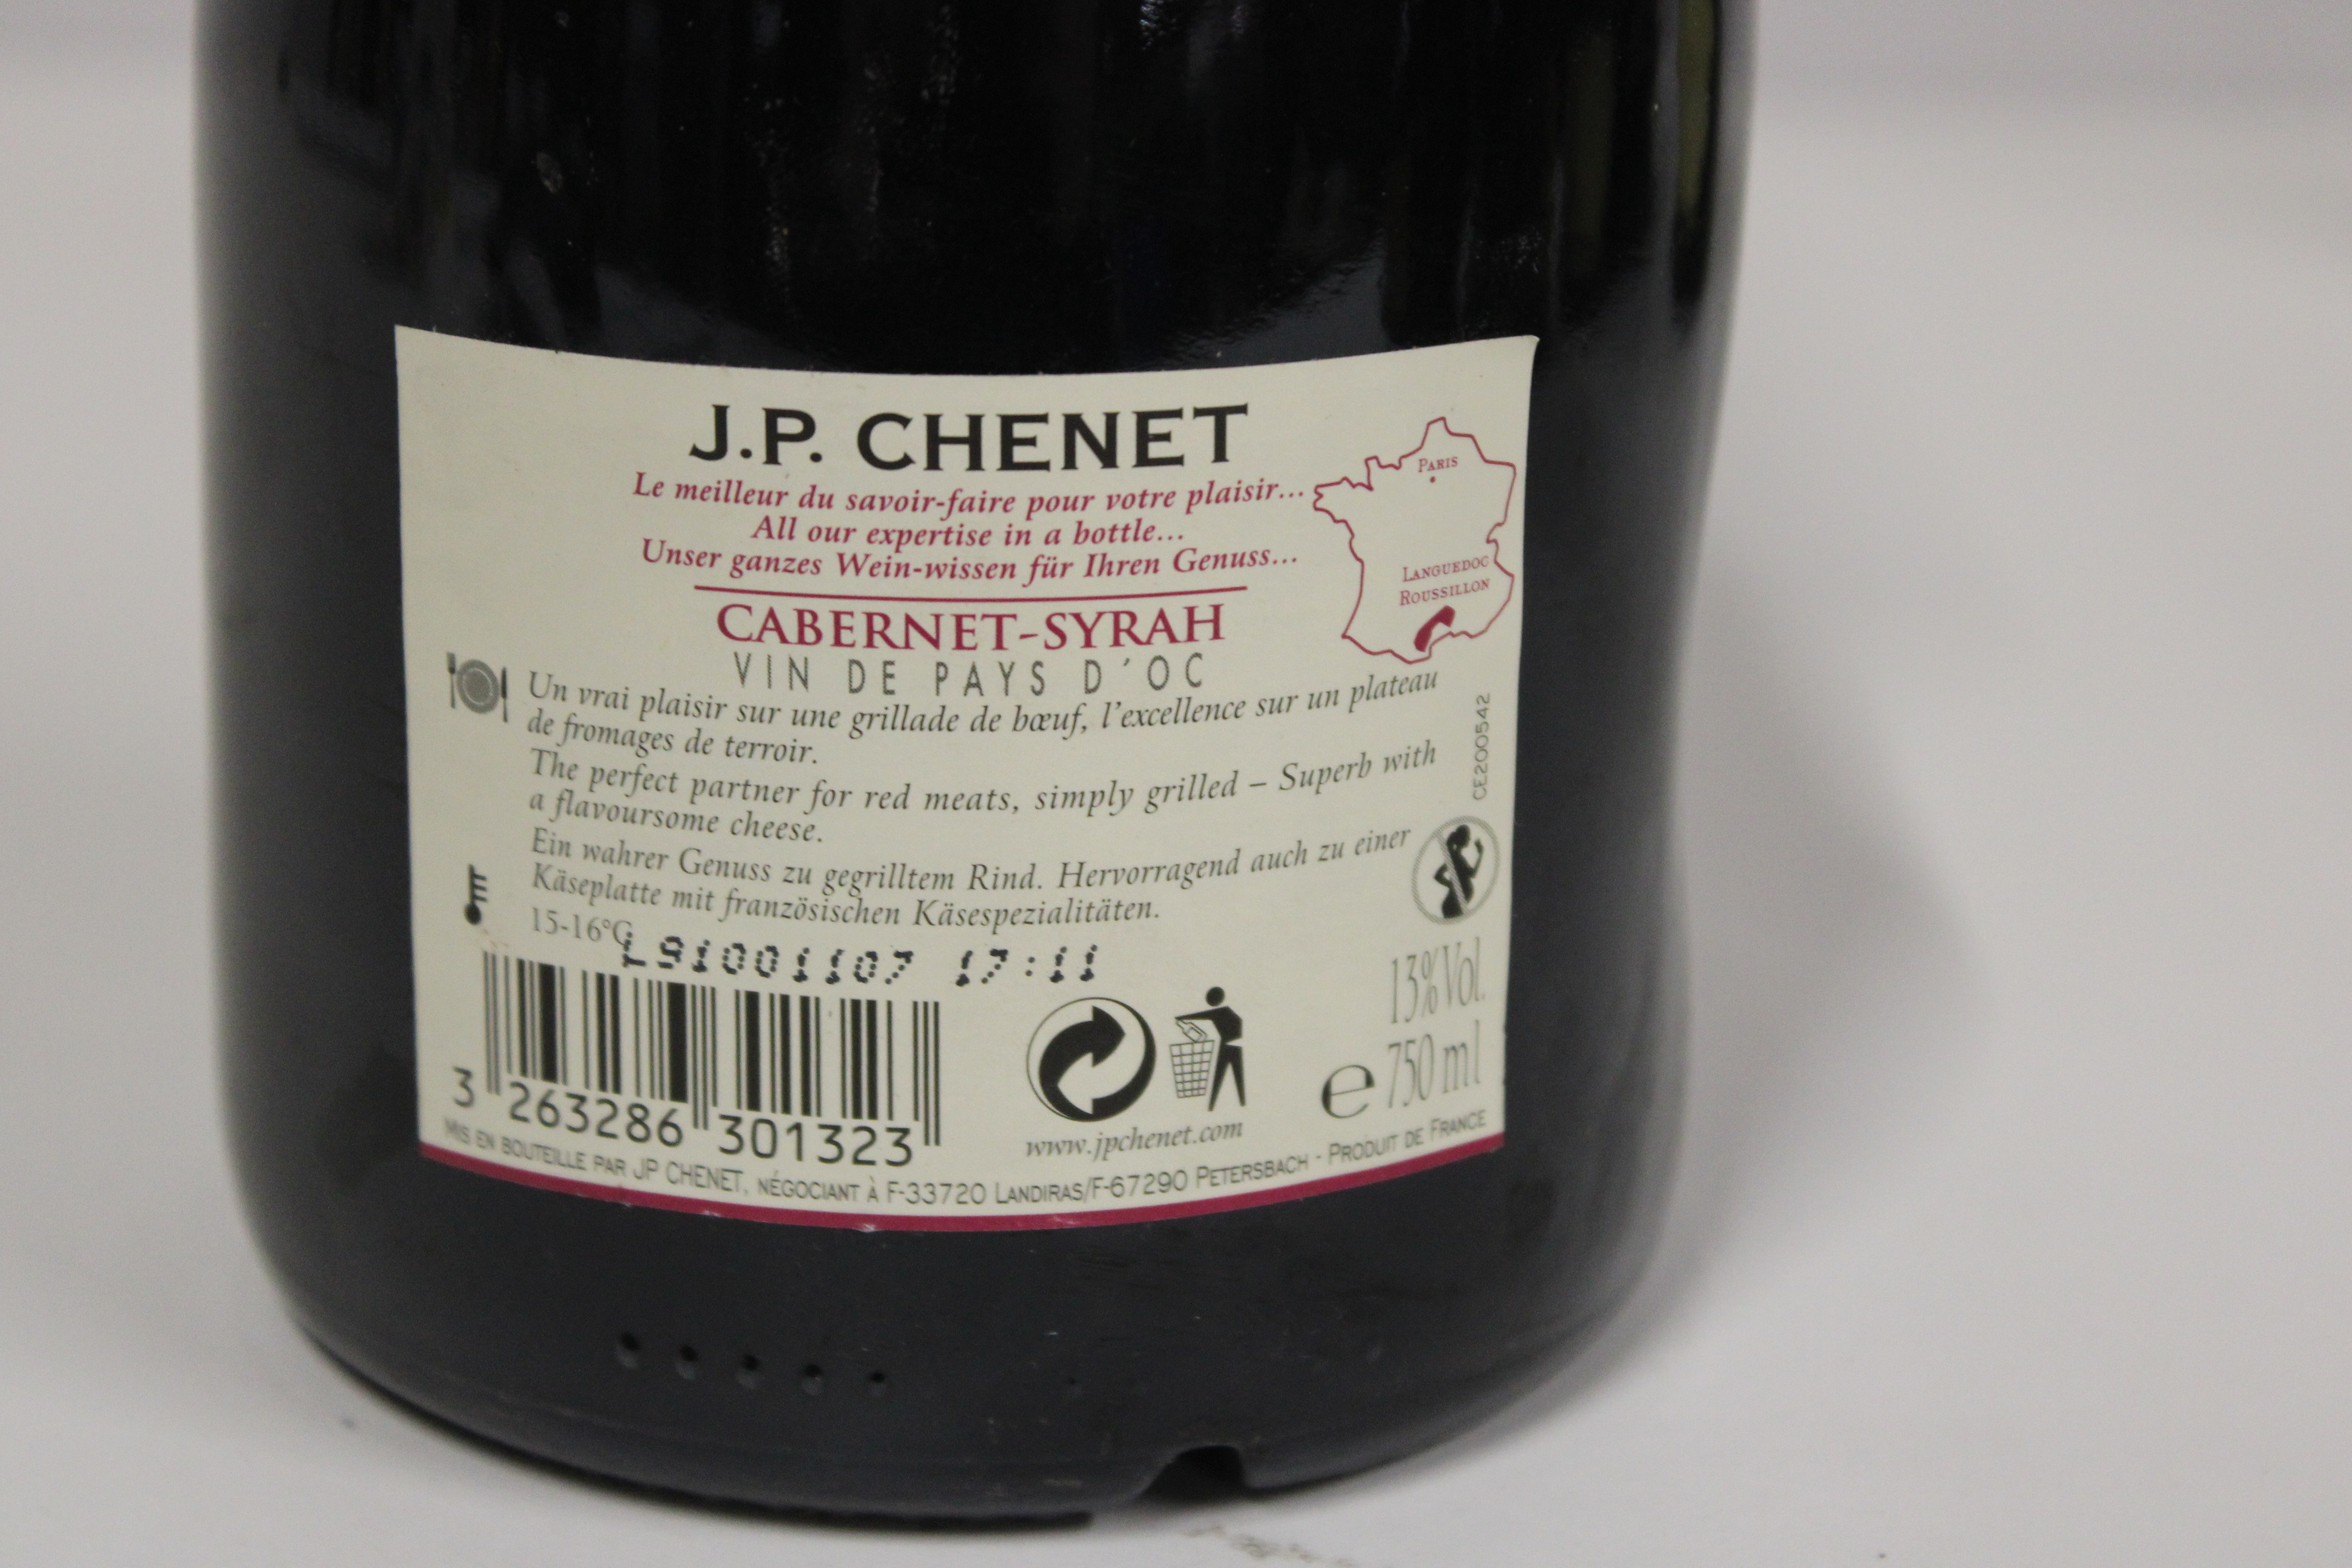 J.P. CHENET
Le meilleur du savoir-faire pour votre plaisir...
All our expertise in a bottle...
Unser ganzes Wein-wissen für Ihren Genuss...
PARIS
LANGUEDOC
ROUSSILLON
CABERNET-SYRAH
VIN DE PAYS D'OC
Un vrai plaisir sur une grillade de bœuf, l'excellence sur un plateau
de fromages de terroir.
The perfect partner for red meats, simply grilled – Superb with
a flavoursome cheese.
Ein wahrer Genuss zu gegrilltem Rind. Hervorragend auch zu einer
Käseplatte mit französischen Käsespezialitäten.
CE200542
15-16°C
L91001107 17:11
13%Vol.
e 750 ml
3 263286 301323
www.jpchenet.com
MIS EN BOUTEILLE PAR JP CHENET, NÉGOCIANT À F-33720 LANDIRAS/F-67290 PETERSBACH - PRODUIT DE FRANCE